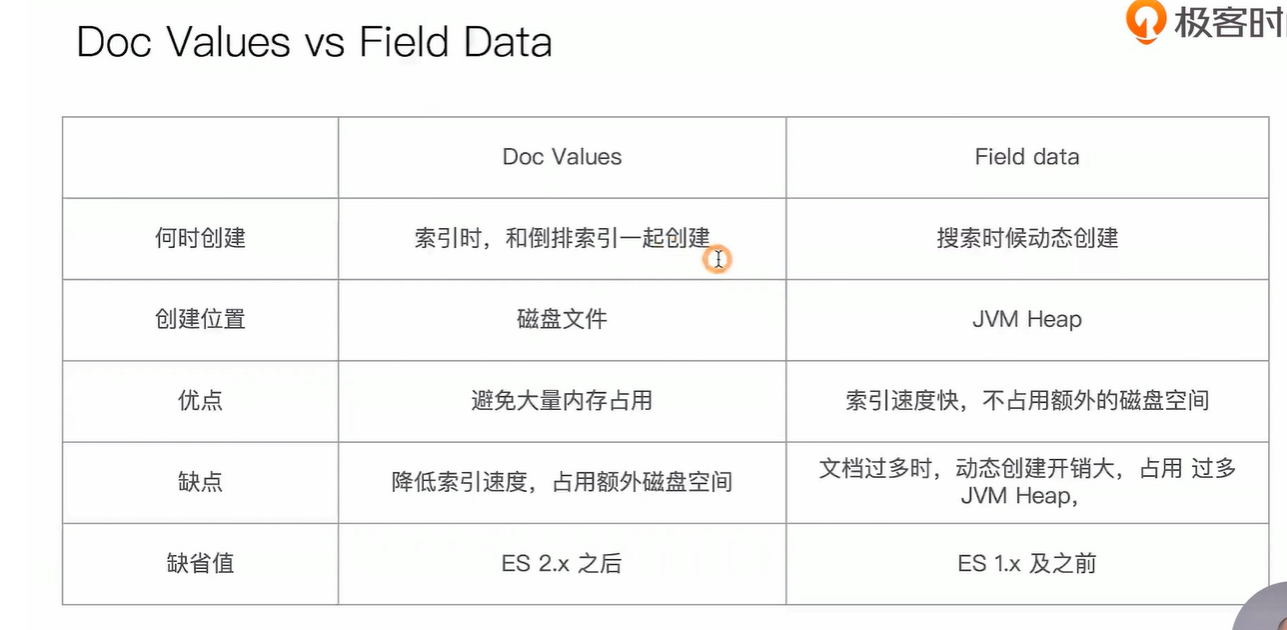 极客时
Doc Values vs Field Data
Doc Values
Field data
何时创建
索引时，和倒排索引一起创建
搜索时候动态创建
创建位置
磁盘文件
JVM Heap
优点
避免大量内存占用
索引速度快，不占用额外的磁盘空间
缺点
降低索引速度，占用额外磁盘空间
文档过多时，动态创建开销大，占用 过多
JVM Heap，
缺省值
ES 2.x 之后
ES 1.x 及之前